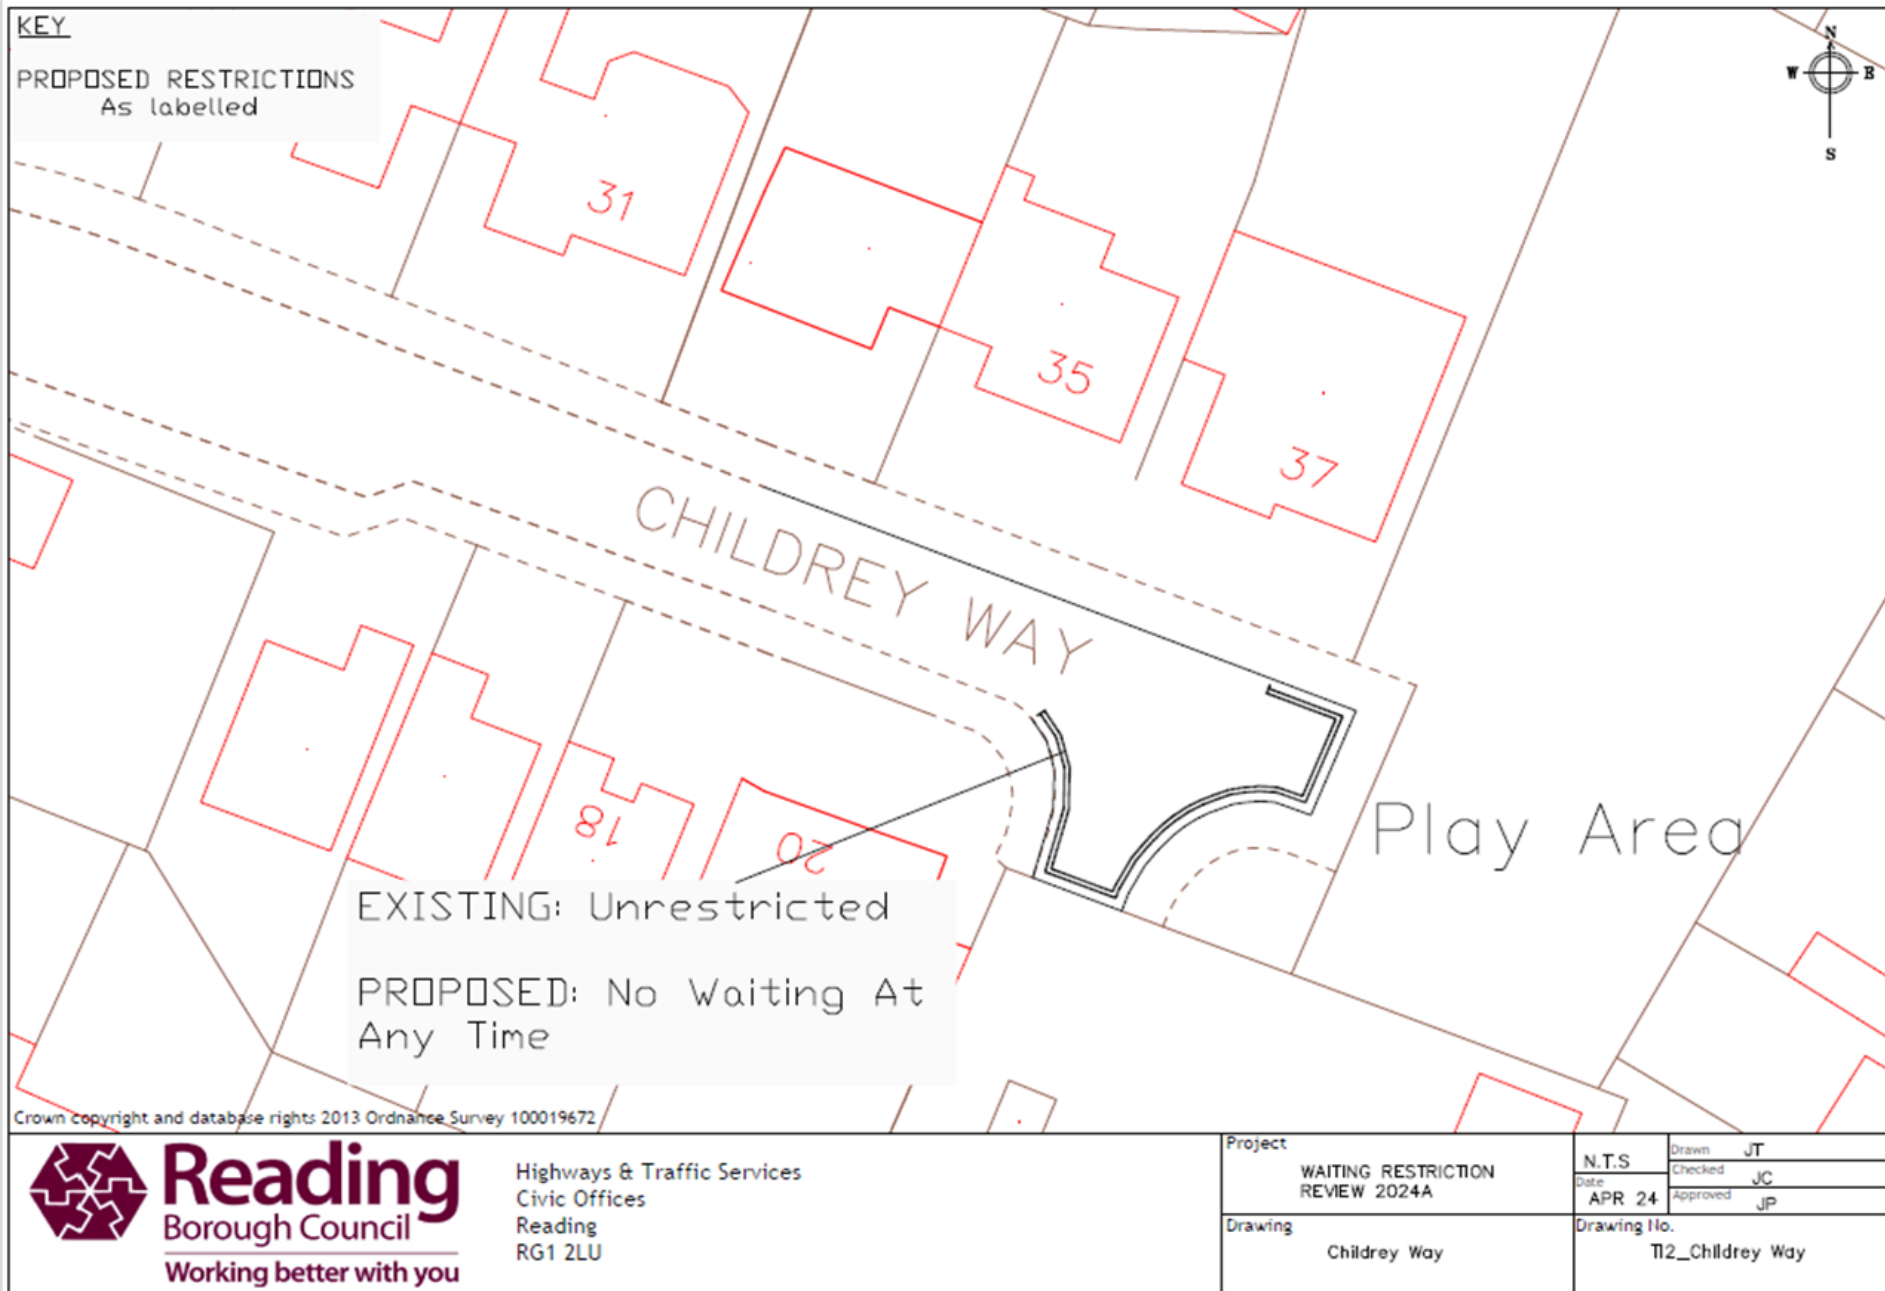 KEY
PROPOSED RESTRICTIONS
As labelled
N
W E
S
31
35
37
CHILDREY WAY
18
20
Play Area
EXISTING: Unrestricted
PROPOSED: No Waiting At
Any Time
Crown copyright and database rights 2013 Ordnance Survey 100019672
Reading
Borough Council
Working better with you
Highways & Traffic Services
Civic Offices
Reading
RG1 2LU
Project
WAITING RESTRICTION
REVIEW 2024A
Drawing
Childrey Way
N.T.S
Date
APR 24
Drawn JT
Checked JC
Approved JP
Drawing No.
T12_Childrey Way